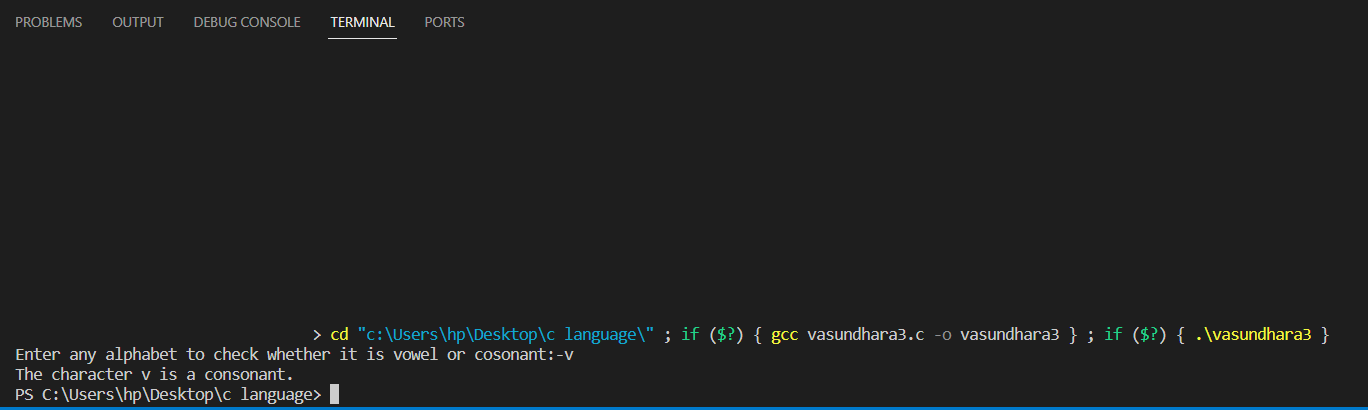 PROBLEMS OUTPUT DEBUG CONSOLE TERMINAL PORTS
> cd "c:\Users\hp\Desktop\c language\" ; if ($?) { gcc vasundhara3.c -o vasundhara3 } ; if ($?) { .\vasundhara3 }
Enter any alphabet to check whether it is vowel or cosonant:-v
The character v is a consonant.
PS C:\Users\hp\Desktop\c language>